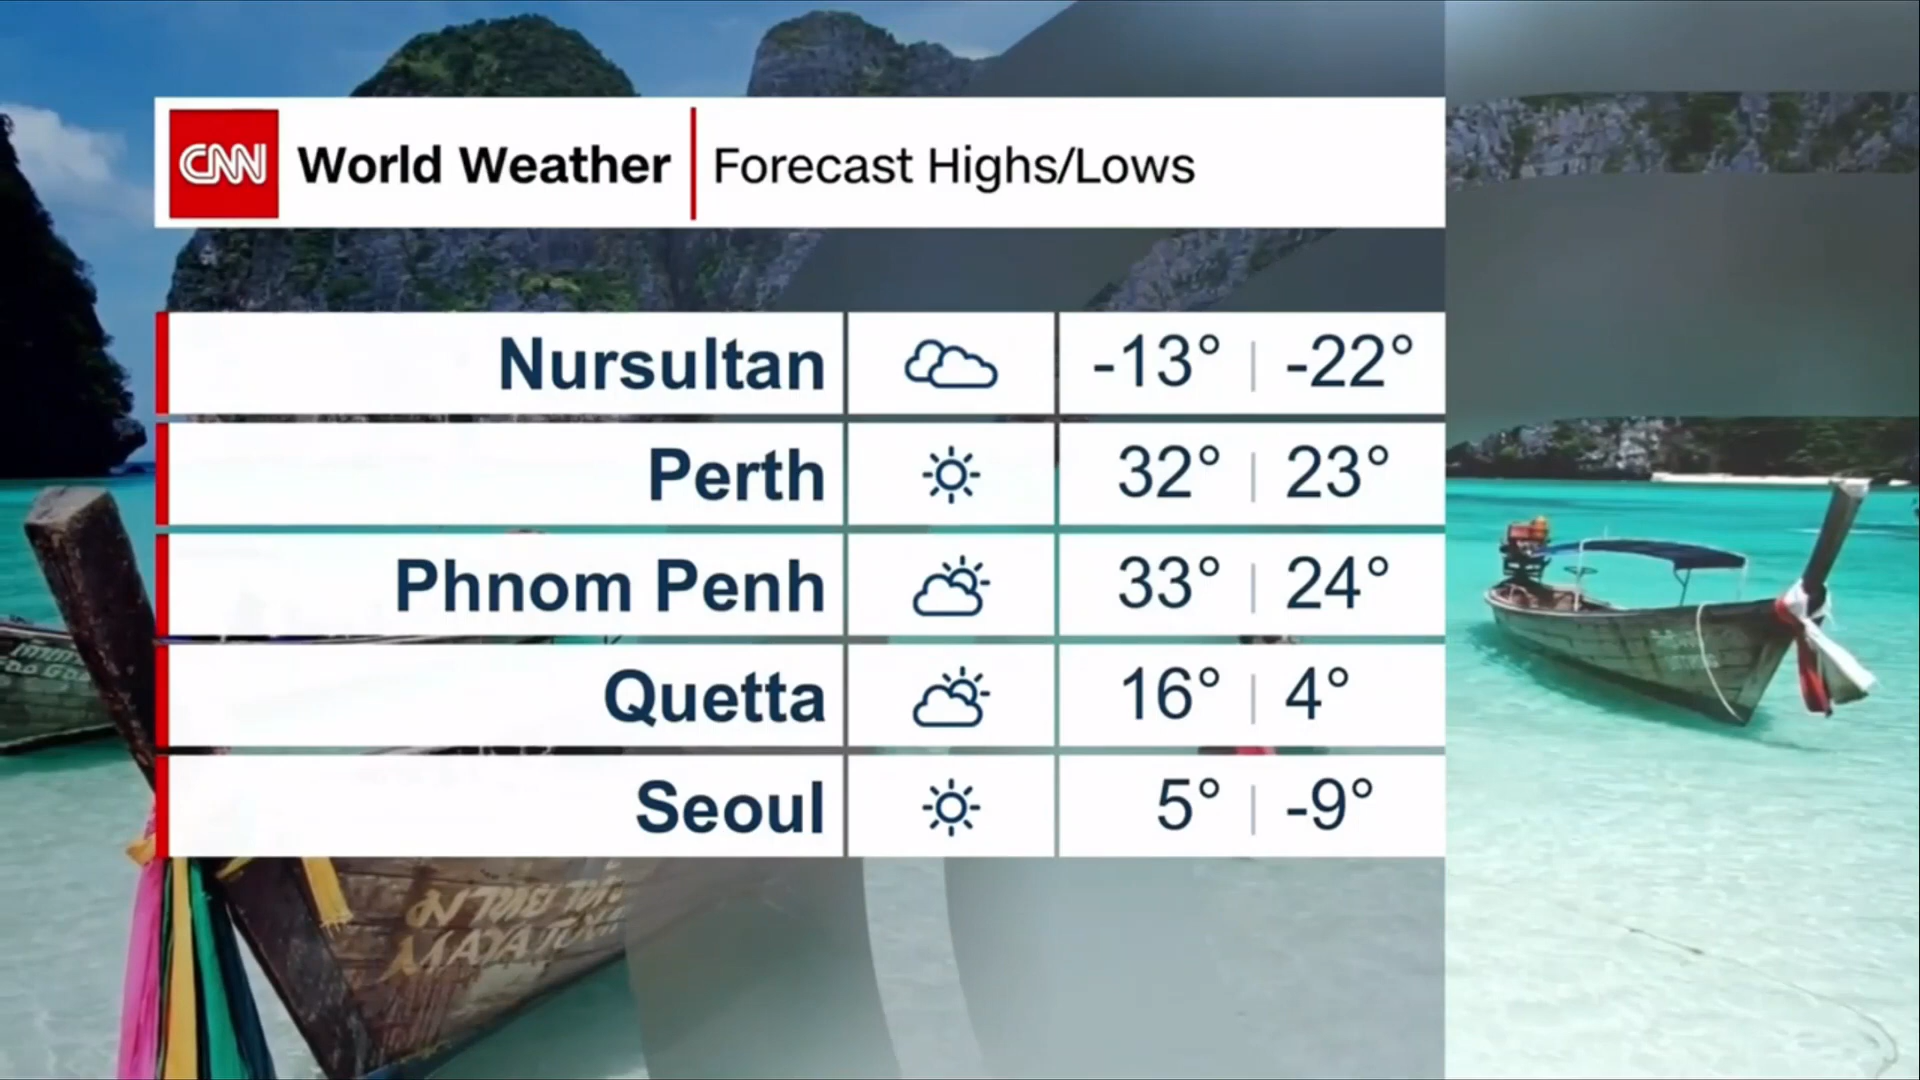 CNN World Weather Forecast Highs/Lows
Nursultan -13° -22°
Perth 32° 23°
Phnom Penh 33° 24°
Quetta 16° 4°
Seoul 5° -9°